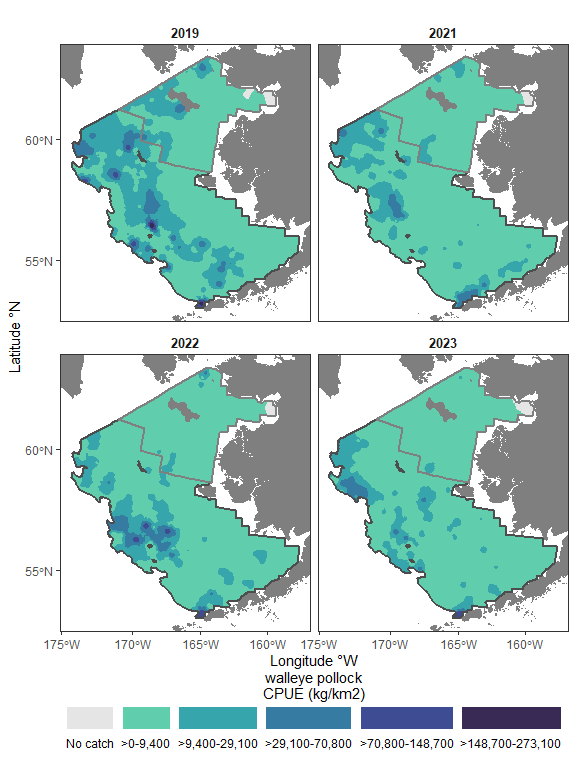 2019
2021
60°N
55°N
2022
2023
60°N
55°N
Latitude °N
175°W
170°W
165°W
160°W
175°W
170°W
165°W
160°W
Longitude °W
walleye pollock
CPUE (kg/km2)
No catch
>0-9,400
>9,400-29,100
>29,100-70,800
>70,800-148,700
>148,700-273,100